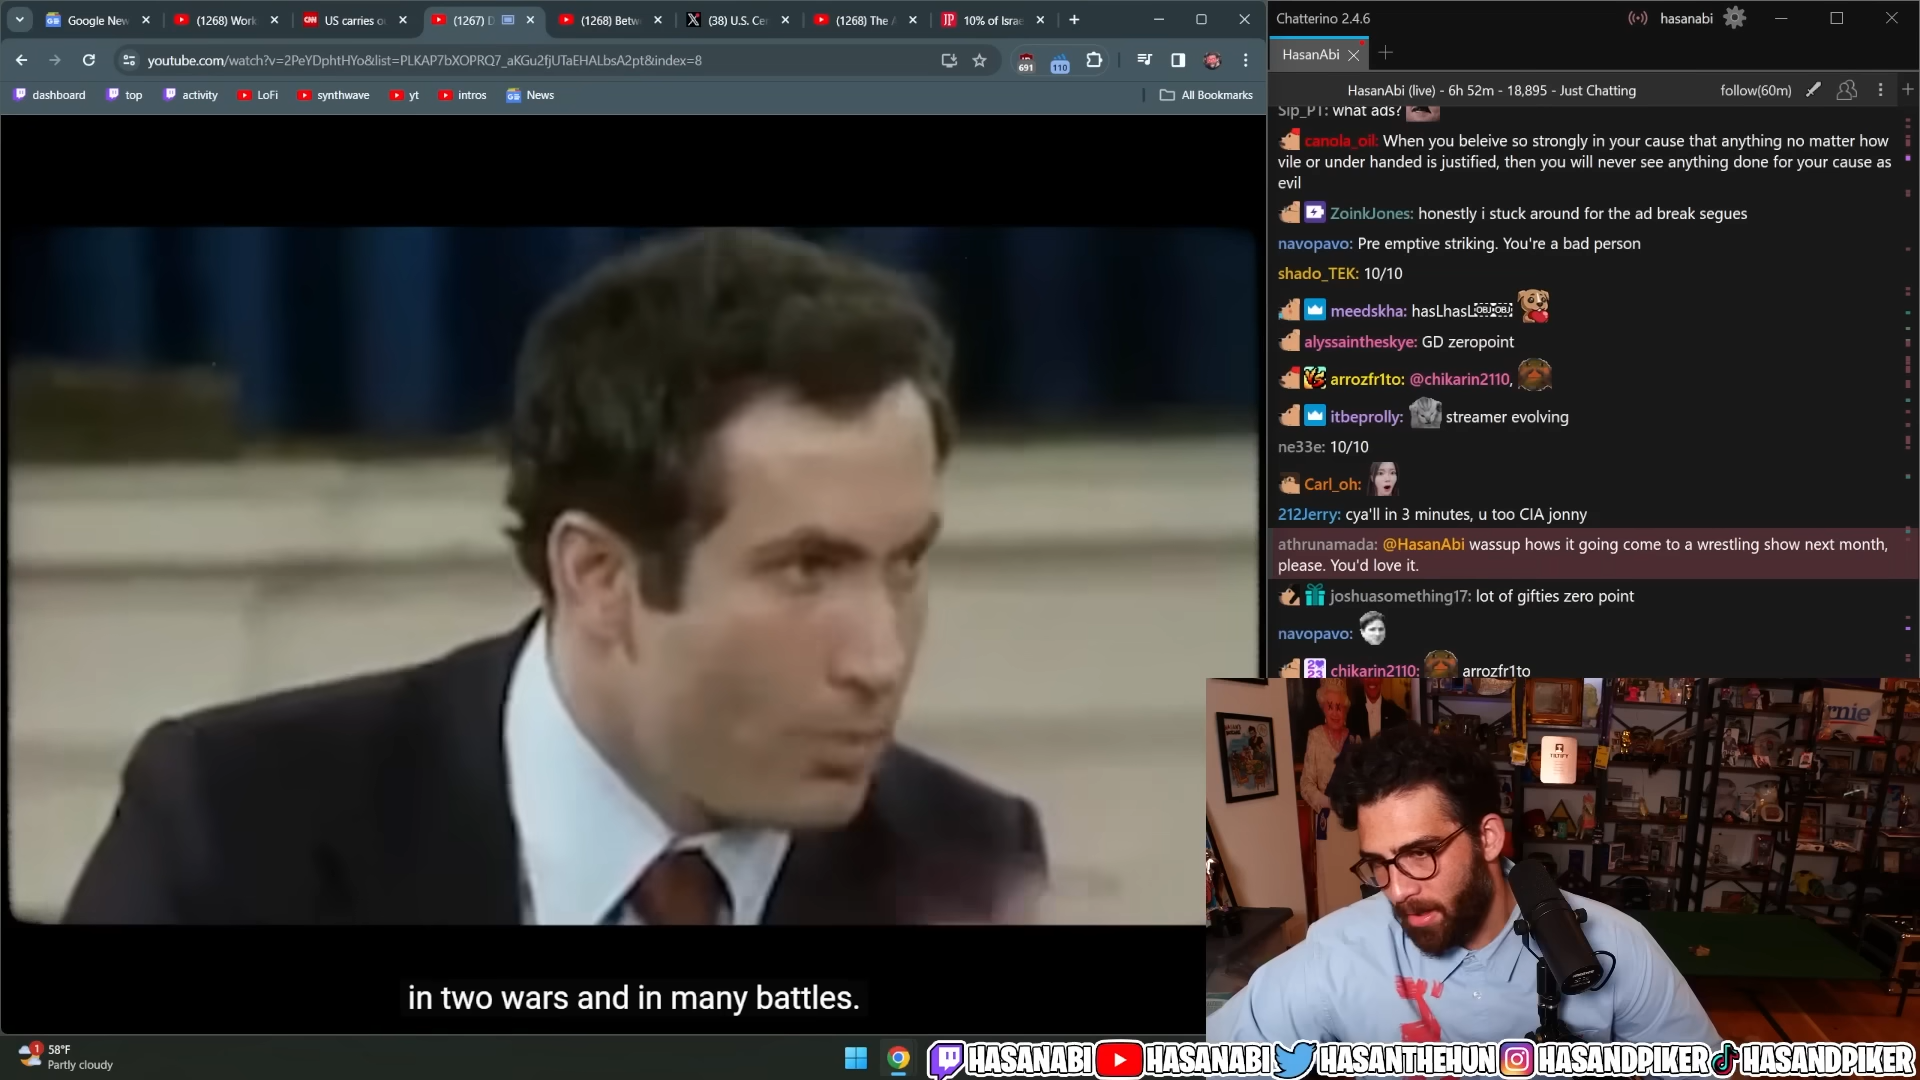 Google New
(1268) Work
US carries o
(1267) D
(1268) Betw
(38) U.S. Cen
(1268) The A
10% of Israe
youtube.com/watch?v=2PeYDphtHYo&list=PLKAP7bXOPRQ7_aKGu2fjUTaEHALbsA2pt&index=8
691
110
dashboard
top
activity
LoFi
synthwave
yt
intros
News
All Bookmarks
in two wars and in many battles.
1
58°F
Partly cloudy
Chatterino 2.4.6
hasanabi
HasanAbi
HasanAbi (live) - 6h 52m - 18,895 - Just Chatting
follow(60m)
Sip_PT: what ads?
canola_oil: When you beleive so strongly in your cause that anything no matter how
vile or under handed is justified, then you will never see anything done for your cause as
evil
ZoinkJones: honestly i stuck around for the ad break segues
navopavo: Pre emptive striking. You're a bad person
shado_TEK: 10/10
meedskha: hasLhasL
alyssaintheskye: GD zeropoint
arrozfr1to: @chikarin2110,
itbeprolly: streamer evolving
ne33e: 10/10
Carl_oh:
212Jerry: cya'll in 3 minutes, u too CIA jonny
athrunamada: @HasanAbi wassup hows it going come to a wrestling show next month,
please. You'd love it.
joshuasomething17: lot of gifties zero point
navopavo:
chikarin2110: arrozfr1to
rnie
HASANABI
HASANABI
HASANTHEHUN
HASANDPIKER
HASANDPIKER